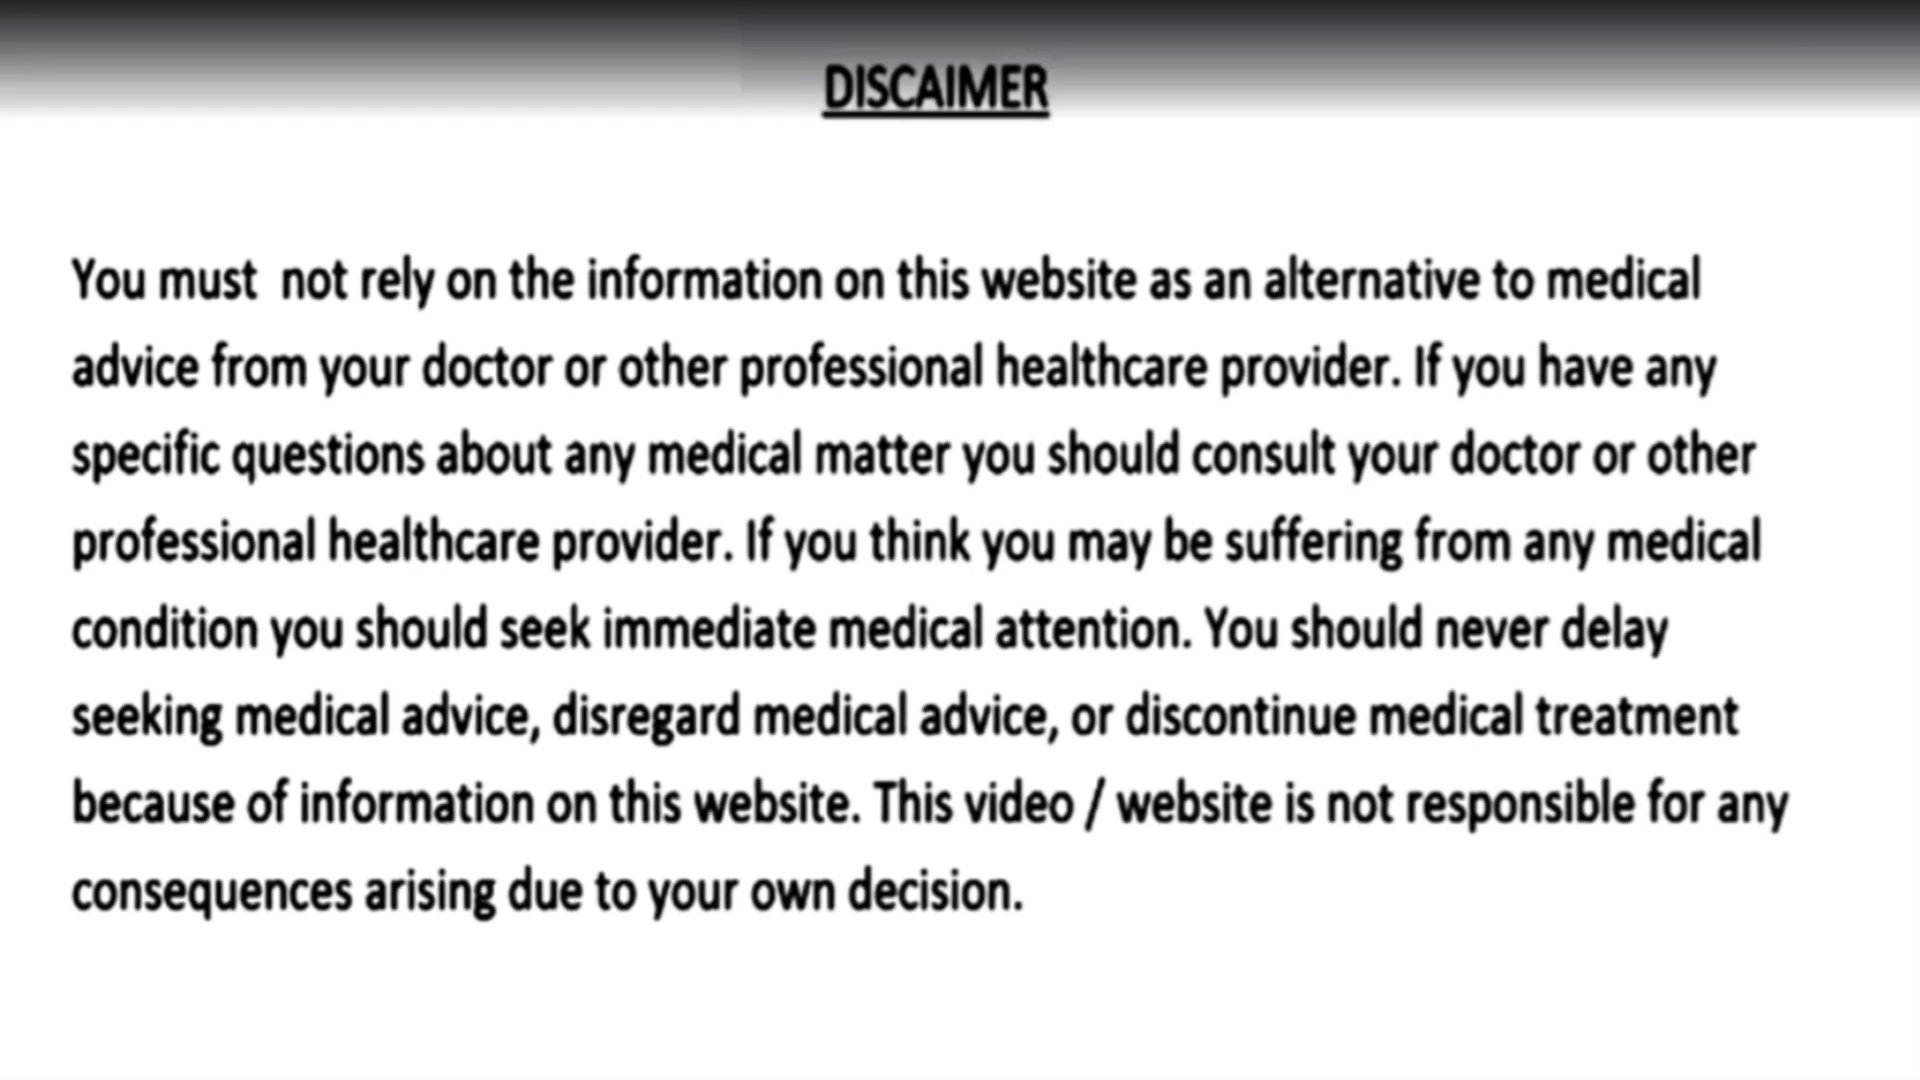 DISCAIMER
You must  not rely on the information on this website as an alternative to medical
advice from your doctor or other professional healthcare provider. If you have any
specific questions about any medical matter you should consult your doctor or other
professional healthcare provider. If you think you may be suffering from any medical
condition you should seek immediate medical attention. You should never delay
seeking medical advice, disregard medical advice, or discontinue medical treatment
because of information on this website. This video / website is not responsible for any
consequences arising due to your own decision.